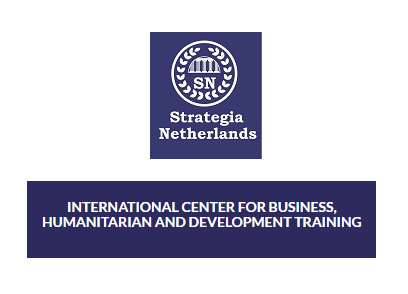 SN
Strategia
Netherlands
INTERNATIONAL CENTER FOR BUSINESS,
HUMANITARIAN AND DEVELOPMENT TRAINING